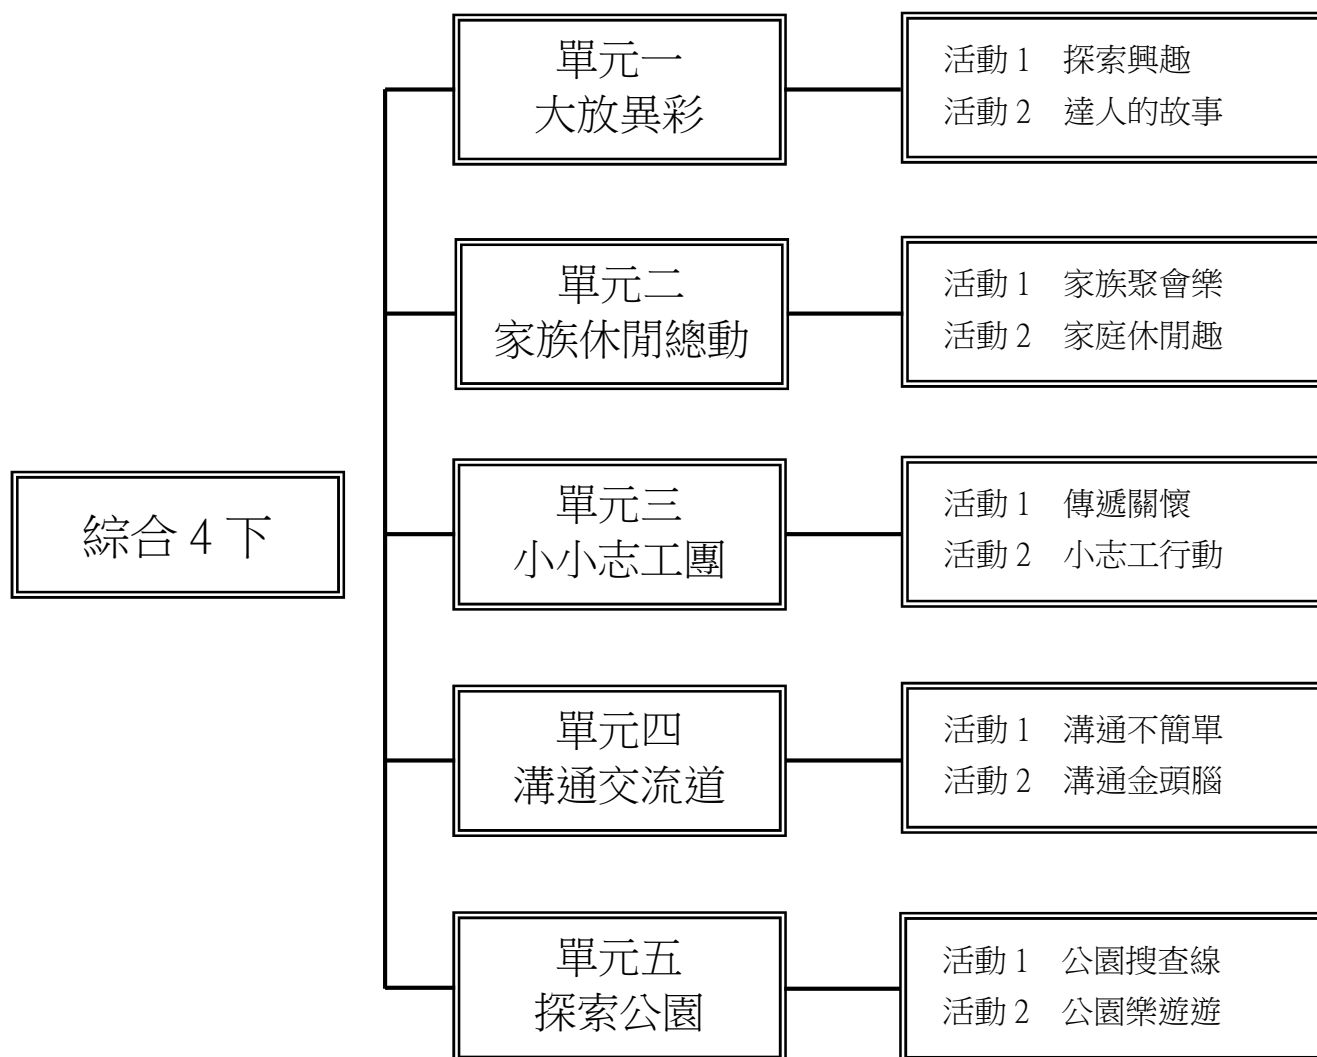 綜合 4 下
單元一
大放異彩
活動 1　探索興趣
活動 2　達人的故事
單元二
家族休閒總動
活動 1　家族聚會樂
活動 2　家庭休閒趣
單元三
小小志工團
活動 1　傳遞關懷
活動 2　小志工行動
單元四
溝通交流道
活動 1　溝通不簡單
活動 2　溝通金頭腦
單元五
探索公園
活動 1　公園搜查線
活動 2　公園樂遊遊